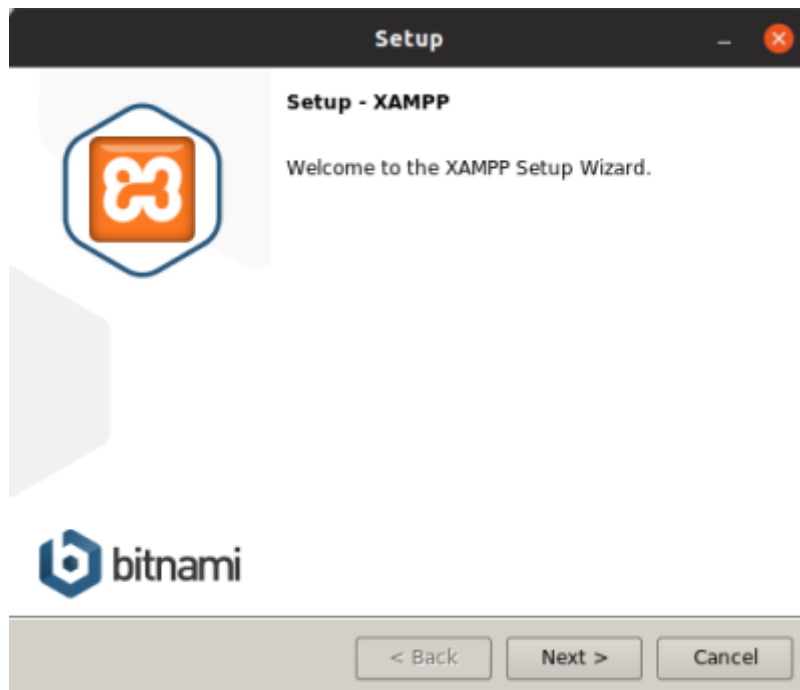 Setup
Setup - XAMPP
Welcome to the XAMPP Setup Wizard.
bitnami
< Back
Next >
Cancel